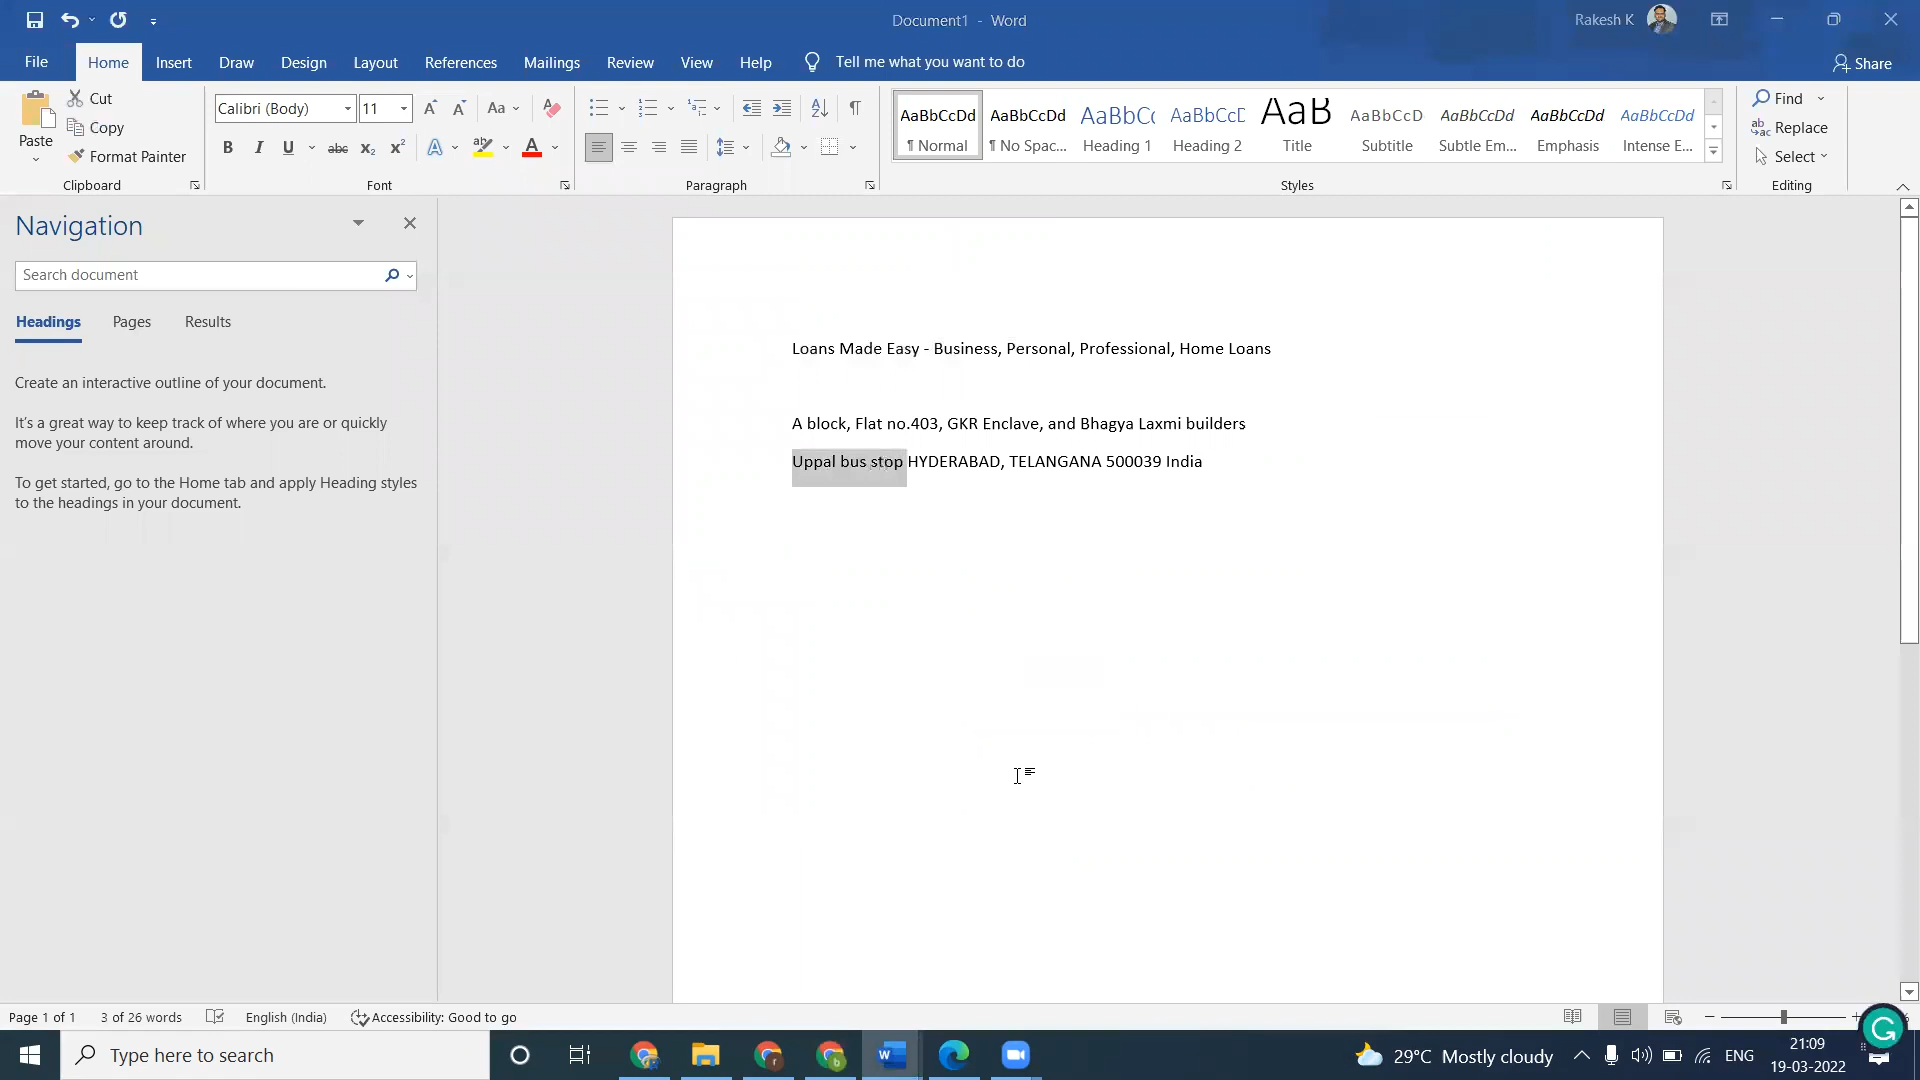 Document1 - Word
Rakesh K
File Home Insert Draw Design Layout References Mailings Review View Help Tell me what you want to do Share
Paste
Cut
Copy
Format Painter
Clipboard
Calibri (Body) 11
Font
Paragraph
AaBbCcDd AaBbCcDd AaBbC AaBbCcD AaB AaBbCcD AaBbCcDd AaBbCcDd AaBbCcDd
¶ Normal ¶ No Spac... Heading 1 Heading 2 Title Subtitle Subtle Em... Emphasis Intense E...
Styles
Find
Replace
Select
Editing
Navigation
Search document
Headings Pages Results
Create an interactive outline of your document.
It's a great way to keep track of where you are or quickly
move your content around.
To get started, go to the Home tab and apply Heading styles
to the headings in your document.
Loans Made Easy - Business, Personal, Professional, Home Loans
A block, Flat no.403, GKR Enclave, and Bhagya Laxmi builders
Uppal bus stop HYDERABAD, TELANGANA 500039 India
Page 1 of 1 3 of 26 words English (India) Accessibility: Good to go
Type here to search
29°C Mostly cloudy ENG
21:09
19-03-2022